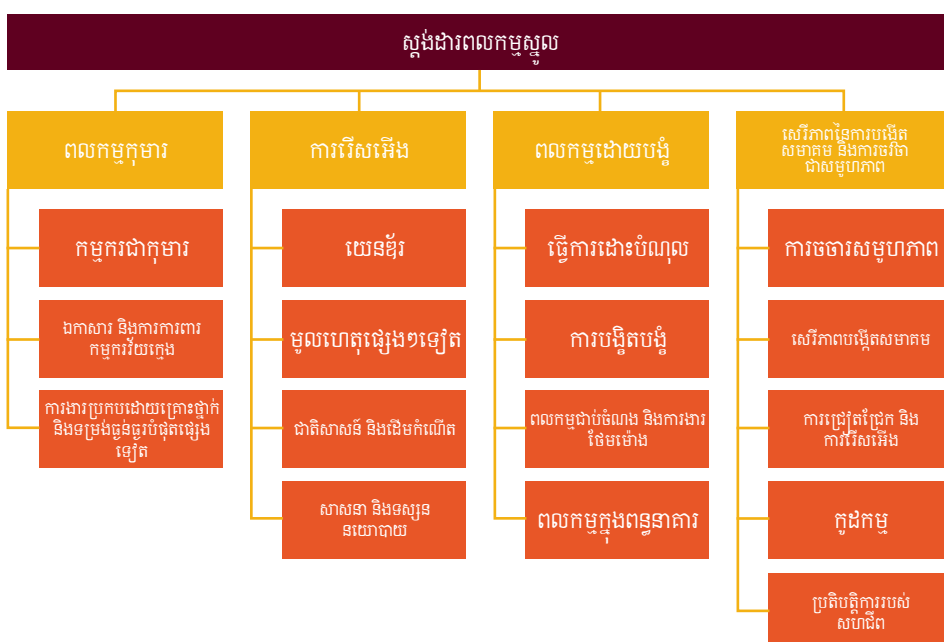 ស្តង់ដារពលកម្មស្នូល
ពលកម្មកុមារ
កម្មករជាកុមារ
ឯកាសារ និងការការពារ
កម្មករវ័យក្មេង
ការងារប្រកបដោយគ្រោះថ្នាក់
និងទម្រង់ធ្ងន់ធ្ងរបំផុតផ្សេង
ទៀត
ការរើសអើង
យេនឌ័រ
មូលហេតុផ្សេងៗទៀត
ជាតិសាសន៍ និងដើមកំណើត
សាសនា និងទស្សន
នយោបាយ
ពលកម្មដោយបង្ខំ
ធ្វើការដោះបំណុល
ការបង្ខិតបង្ខំ
ពលកម្មជាប់ចំណង និងការងារ
ថែមម៉ោង
ពលកម្មក្នុងពន្ធនាគារ
សេរីភាពនៃការបង្កើត
សមាគម និងការចរចា
ជាសមូហភាព
ការចចារសមូហភាព
សេរីភាពបង្កើតសមាគម
ការជ្រៀតជ្រែក និង
ការរើសអើង
កូដកម្ម
ប្រតិបត្តិការរបស់
សហជីព